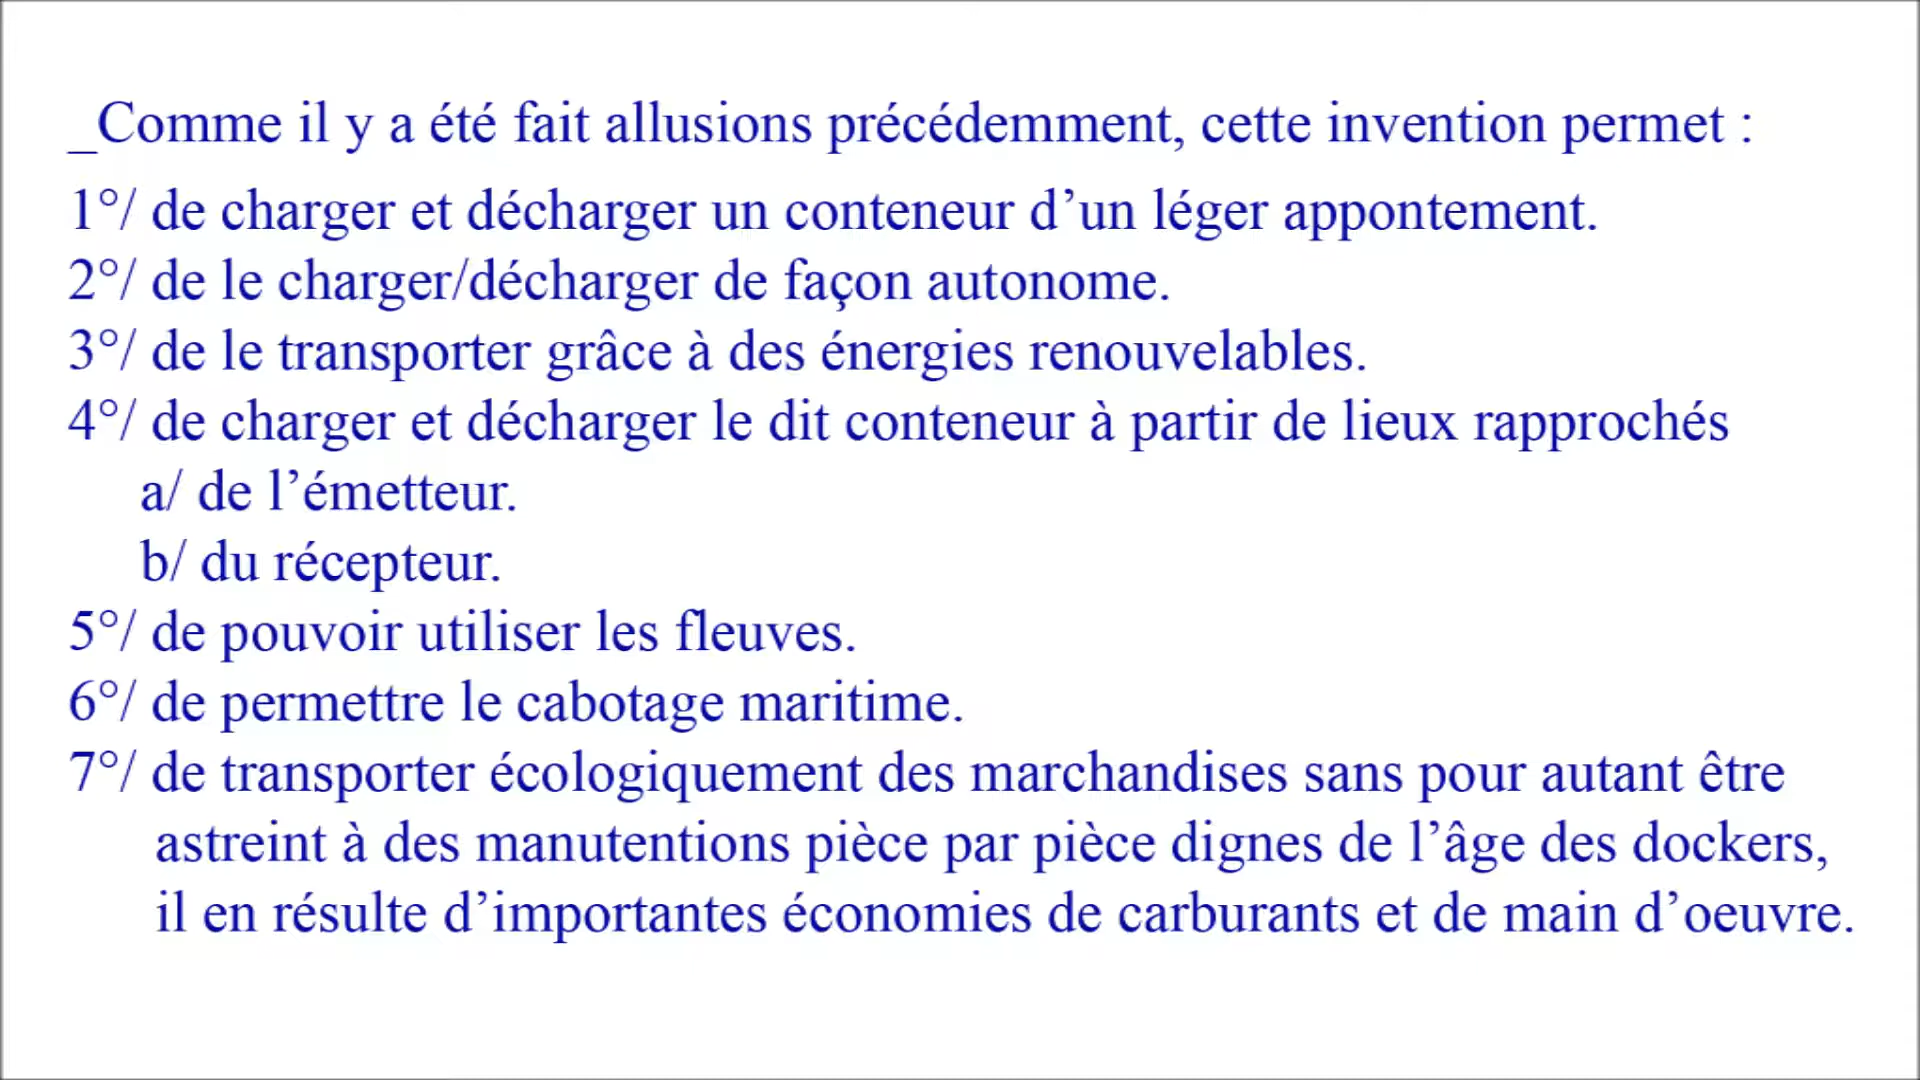 _Comme il y a été fait allusions précédemment, cette invention permet :
1°/ de charger et décharger un conteneur d’un léger appontement.
2°/ de le charger/décharger de façon autonome.
3°/ de le transporter grâce à des énergies renouvelables.
4°/ de charger et décharger le dit conteneur à partir de lieux rapprochés
a/ de l’émetteur.
b/ du récepteur.
5°/ de pouvoir utiliser les fleuves.
6°/ de permettre le cabotage maritime.
7°/ de transporter écologiquement des marchandises sans pour autant être
astreint à des manutentions pièce par pièce dignes de l’âge des dockers,
il en résulte d’importantes économies de carburants et de main d’oeuvre.